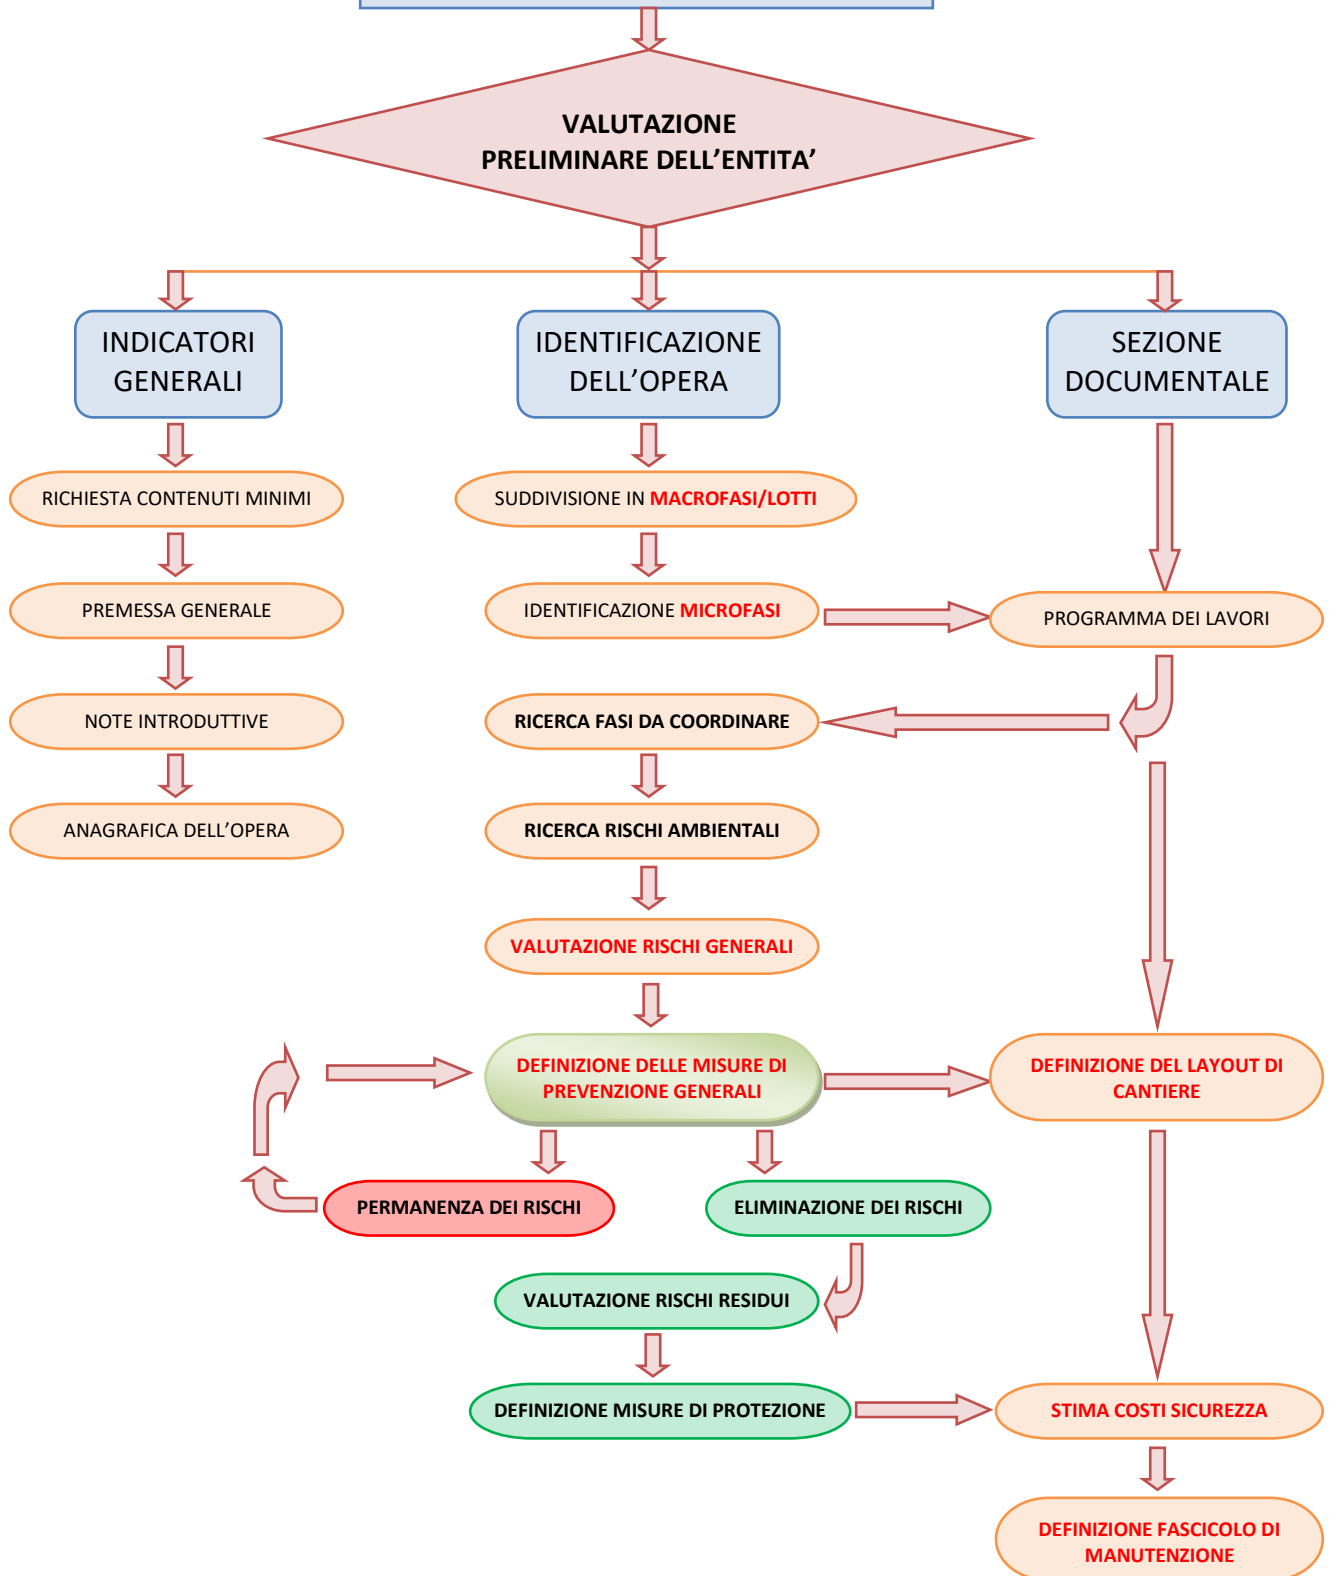 VALUTAZIONE
PRELIMINARE DELL’ENTITA’
INDICATORI
GENERALI
IDENTIFICAZIONE
DELL’OPERA
SEZIONE
DOCUMENTALE
RICHIESTA CONTENUTI MINIMI
SUDDIVISIONE IN MACROFASI/LOTTI
PREMESSA GENERALE
IDENTIFICAZIONE MICROFASI
PROGRAMMA DEI LAVORI
NOTE INTRODUTTIVE
RICERCA FASI DA COORDINARE
ANAGRAFICA DELL’OPERA
RICERCA RISCHI AMBIENTALI
VALUTAZIONE RISCHI GENERALI
DEFINIZIONE DELLE MISURE DI
PREVENZIONE GENERALI
DEFINIZIONE DEL LAYOUT DI
CANTIERE
PERMANENZA DEI RISCHI
ELIMINAZIONE DEI RISCHI
VALUTAZIONE RISCHI RESIDUI
DEFINIZIONE MISURE DI PROTEZIONE
STIMA COSTI SICUREZZA
DEFINIZIONE FASCICOLO DI
MANUTENZIONE